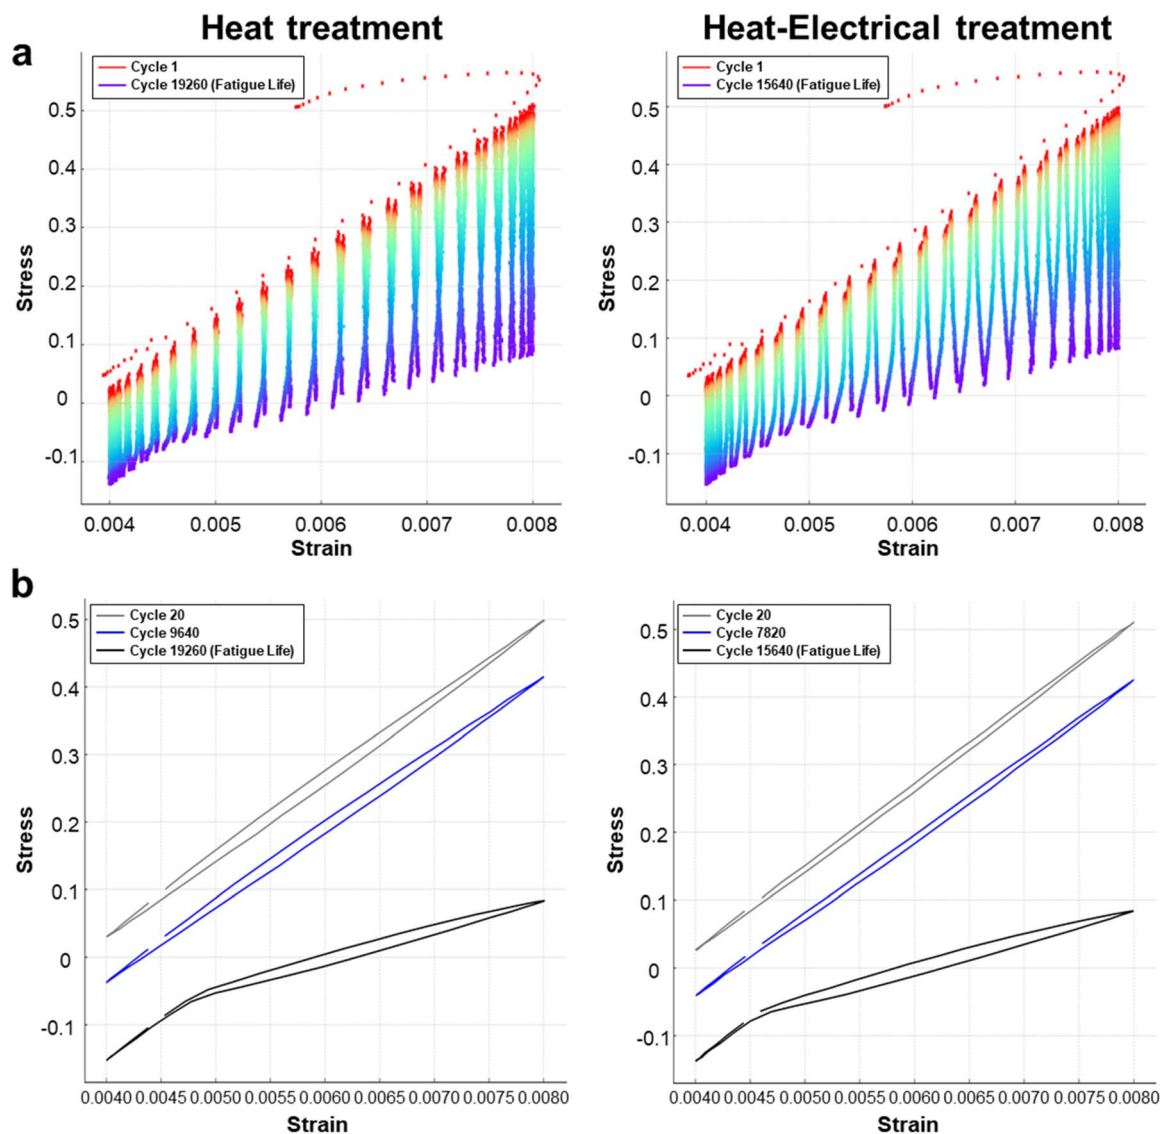 Heat treatment
Heat-Electrical treatment
a
Cycle 1
Cycle 19260 (Fatigue Life)
0.5
0.4
0.3
0.2
0.1
0
-0.1
Stress
0.004 0.005 0.006 0.007 0.008
Strain
Cycle 1
Cycle 15640 (Fatigue Life)
0.5
0.4
0.3
0.2
0.1
0
-0.1
Stress
0.004 0.005 0.006 0.007 0.008
Strain
b
Cycle 20
Cycle 9640
Cycle 19260 (Fatigue Life)
0.5
0.4
0.3
0.2
0.1
0
-0.1
Stress
0.0040 0.0045 0.0050 0.0055 0.0060 0.0065 0.0070 0.0075 0.0080
Strain
Cycle 20
Cycle 7820
Cycle 15640 (Fatigue Life)
0.5
0.4
0.3
0.2
0.1
0
-0.1
Stress
0.0040 0.0045 0.0050 0.0055 0.0060 0.0065 0.0070 0.0075 0.0080
Strain